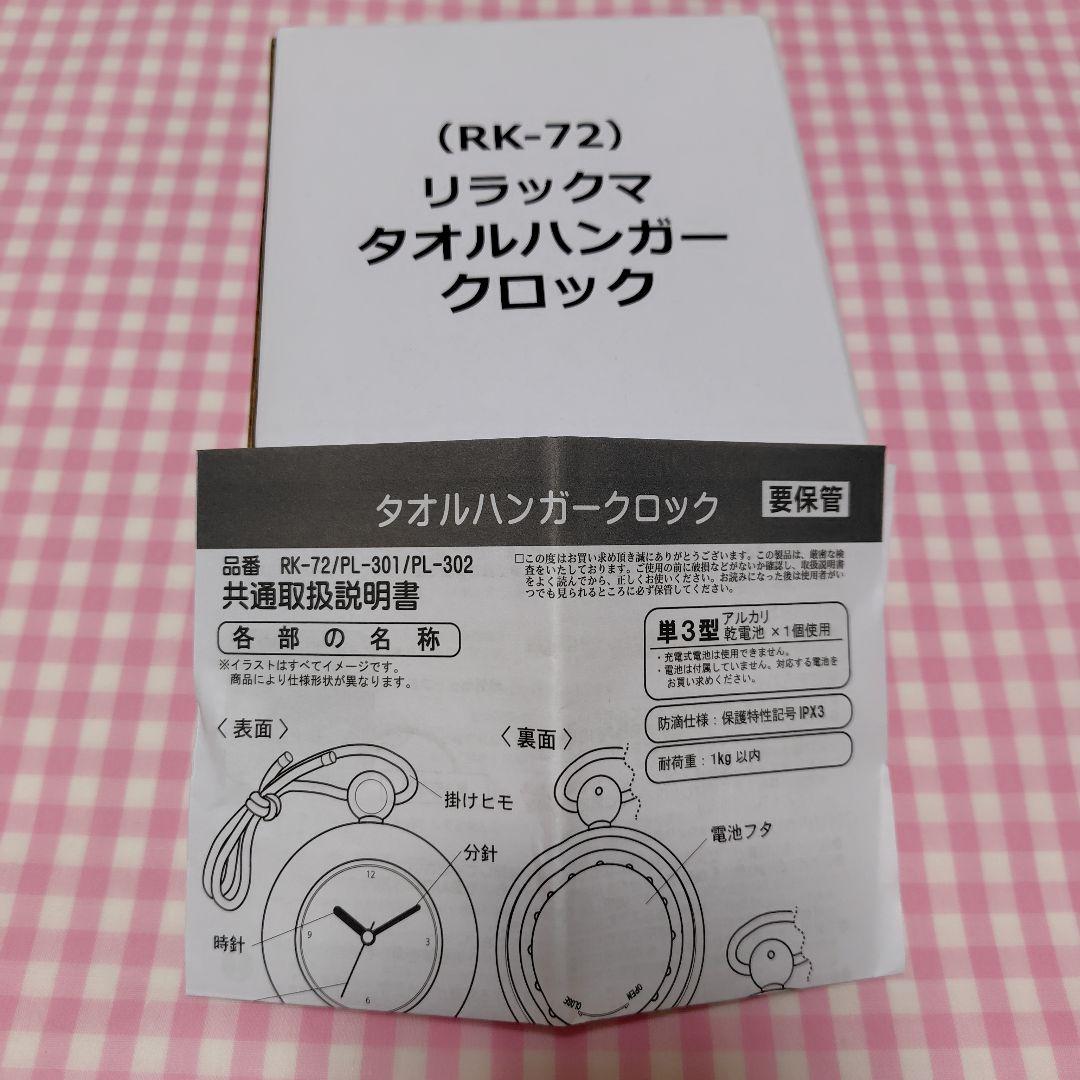 (RK-72)
リラックマ
タオルハンガー
クロック
タオルハンガークロック
要保管
品番 RK-72/PL-301/PL-302
共通取扱説明書
□この度はお買い求め頂き誠にありがとうございます。この製品は、厳密な検
査をいたしております。ご使用の前に破損などがないか確認し、取扱説明書
をよく読んでから、正しくお使いください。お読みになった後は使用者がい
つでも見られるところに必ず保管してください。
各部の名称
※イラストはすべてイメージです。
商品により仕様形状が異なります。
単3型 アルカリ乾電池 ×1個使用
・充電式電池は使用できません。
・電池は付属していません。対応する電池を
お買い求めください。
防滴仕様:保護特性記号 IPX3
耐荷重:1kg 以内
〈表面〉
〈裏面〉
掛けヒモ
分針
時針
電池フタ
12
9
3
6
OPEN
CLOSE